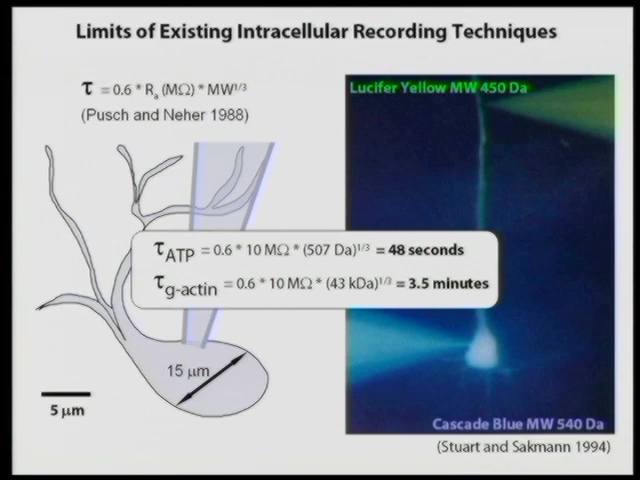 Limits of Existing Intracellular Recording Techniques
τ = 0.6 * Rₐ (MΩ) * MW¹/³
(Pusch and Neher 1988)
Lucifer Yellow MW 450 Da
τATP = 0.6 * 10 MΩ * (507 Da)¹/³ = 48 seconds
τg-actin = 0.6 * 10 MΩ * (43 kDa)¹/³ = 3.5 minutes
15 μm
5 μm
Cascade Blue MW 540 Da
(Stuart and Sakmann 1994)